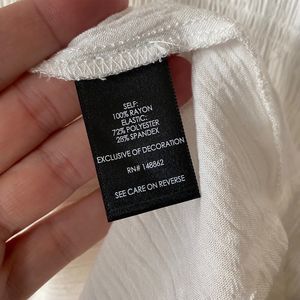 SELF:
100% RAYON
ELASTIC:
72% POLYESTER
28% SPANDEX
EXCLUSIVE OF DECORATION
RN# 148862
SEE CARE ON REVERSE